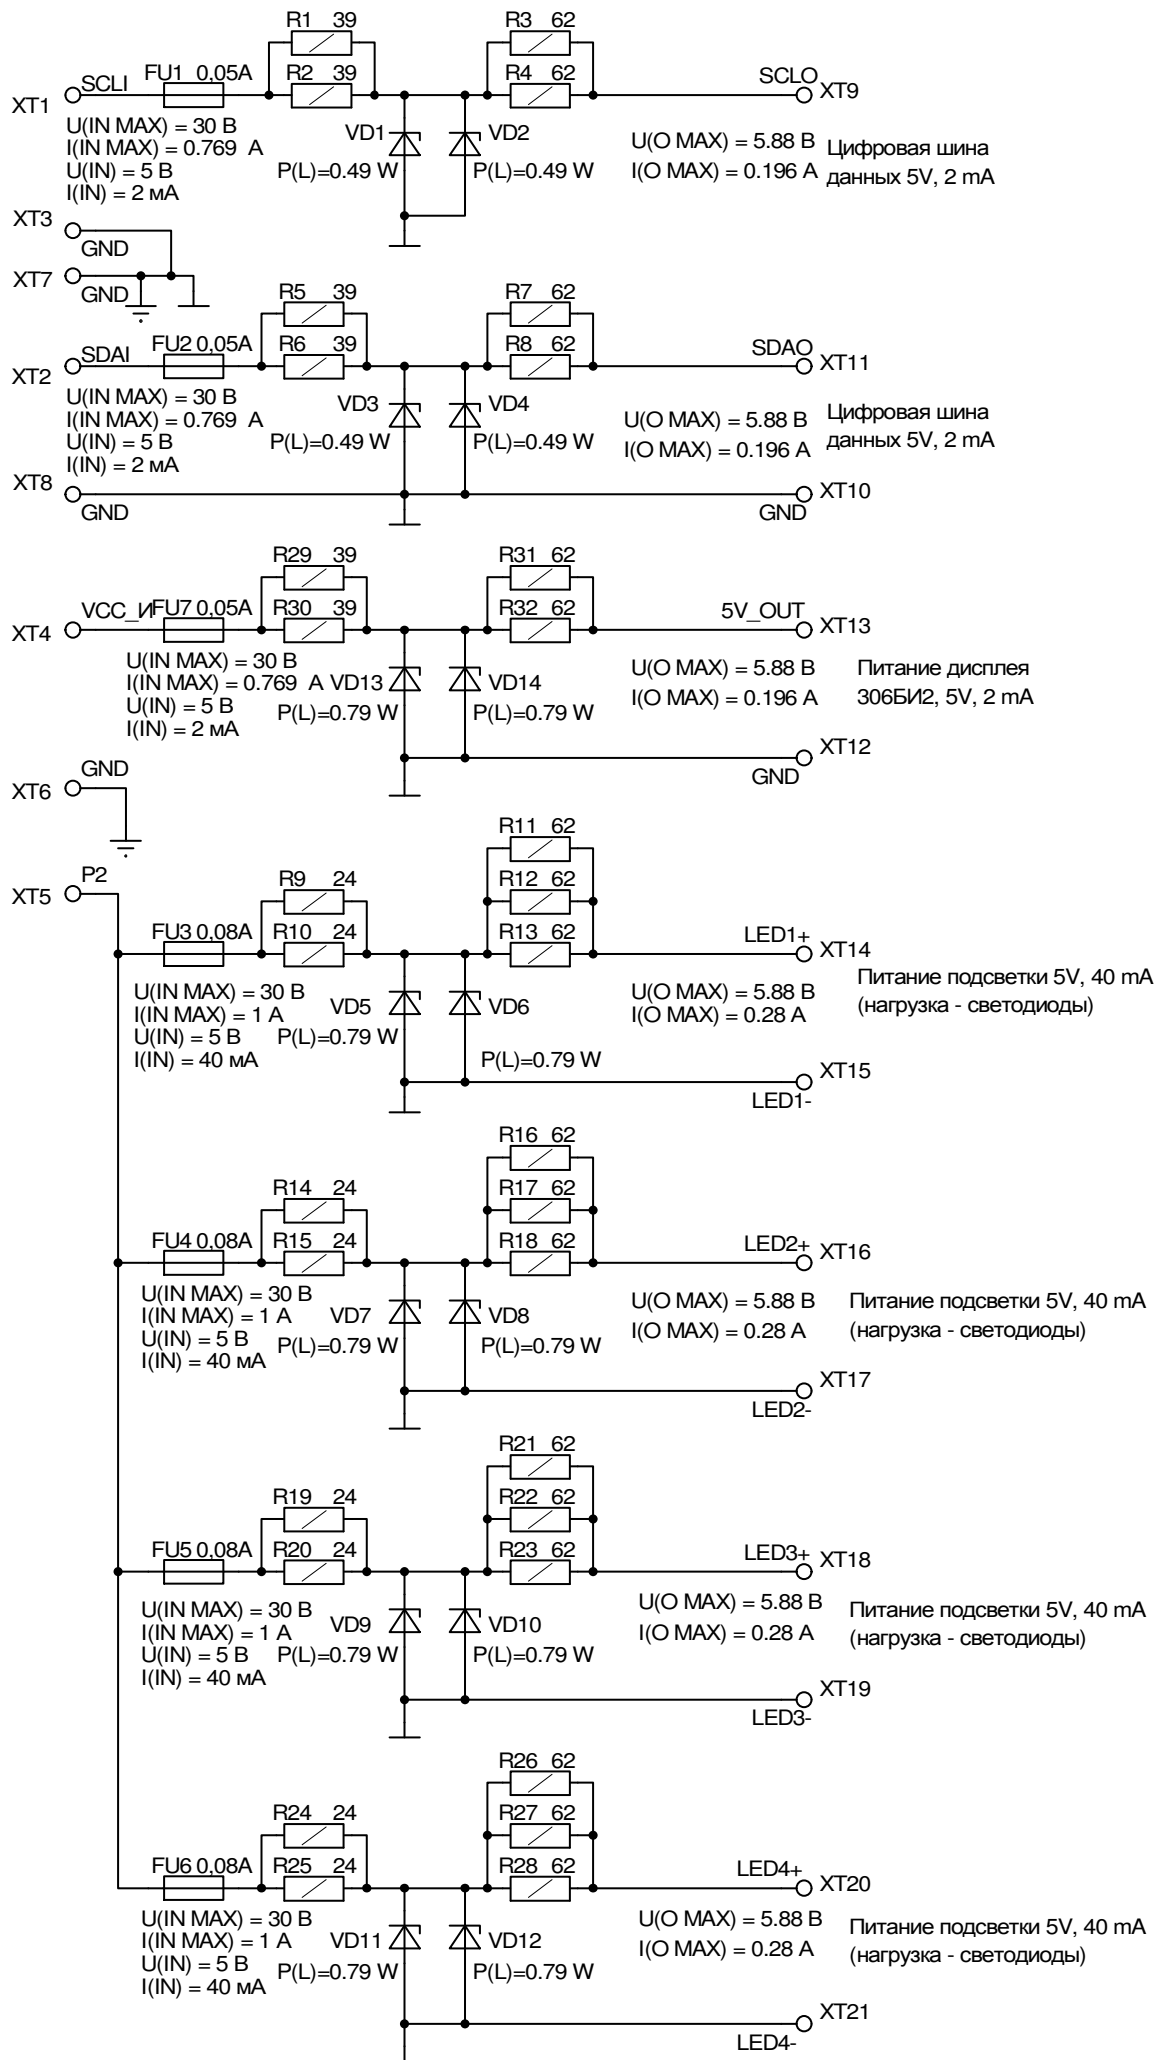 R1 39
R3 62
SCLI
FU1 0,05A
R2 39
R4 62
SCLO
XT1
XT9
U(IN MAX) = 30 В
I(IN MAX) = 0.769 А
U(IN) = 5 В
I(IN) = 2 мА
VD1
VD2
P(L)=0.49 W
P(L)=0.49 W
U(O MAX) = 5.88 В
I(O MAX) = 0.196 А
Цифровая шина
данных 5V, 2 mA
XT3
GND
XT7
GND
R5 39
R7 62
SDAI
FU2 0,05A
R6 39
R8 62
SDAO
XT2
XT11
U(IN MAX) = 30 В
I(IN MAX) = 0.769 А
U(IN) = 5 В
I(IN) = 2 мА
VD3
VD4
P(L)=0.49 W
P(L)=0.49 W
U(O MAX) = 5.88 В
I(O MAX) = 0.196 А
Цифровая шина
данных 5V, 2 mA
XT8
GND
XT10
GND
R29 39
R31 62
VCC_И
FU7 0,05A
R30 39
R32 62
5V_OUT
XT4
XT13
U(IN MAX) = 30 В
I(IN MAX) = 0.769 А
U(IN) = 5 В
I(IN) = 2 мА
VD13
VD14
P(L)=0.79 W
P(L)=0.79 W
U(O MAX) = 5.88 В
I(O MAX) = 0.196 А
Питание дисплея
306БИ2, 5V, 2 mA
XT12
GND
GND
XT6
R11 62
P2
XT5
R9 24
R12 62
FU3 0,08A
R10 24
R13 62
LED1+
XT14
U(IN MAX) = 30 В
I(IN MAX) = 1 А
U(IN) = 5 В
I(IN) = 40 мА
VD5
VD6
P(L)=0.79 W
P(L)=0.79 W
U(O MAX) = 5.88 В
I(O MAX) = 0.28 А
Питание подсветки 5V, 40 mA
(нагрузка - светодиоды)
XT15
LED1-
R16 62
R14 24
R17 62
FU4 0,08A
R15 24
R18 62
LED2+
XT16
U(IN MAX) = 30 В
I(IN MAX) = 1 А
U(IN) = 5 В
I(IN) = 40 мА
VD7
VD8
P(L)=0.79 W
P(L)=0.79 W
U(O MAX) = 5.88 В
I(O MAX) = 0.28 А
Питание подсветки 5V, 40 mA
(нагрузка - светодиоды)
XT17
LED2-
R21 62
R19 24
R22 62
FU5 0,08A
R20 24
R23 62
LED3+
XT18
U(IN MAX) = 30 В
I(IN MAX) = 1 А
U(IN) = 5 В
I(IN) = 40 мА
VD9
VD10
P(L)=0.79 W
P(L)=0.79 W
U(O MAX) = 5.88 В
I(O MAX) = 0.28 А
Питание подсветки 5V, 40 mA
(нагрузка - светодиоды)
XT19
LED3-
R26 62
R24 24
R27 62
FU6 0,08A
R25 24
R28 62
LED4+
XT20
U(IN MAX) = 30 В
I(IN MAX) = 1 А
U(IN) = 5 В
I(IN) = 40 мА
VD11
VD12
P(L)=0.79 W
P(L)=0.79 W
U(O MAX) = 5.88 В
I(O MAX) = 0.28 А
Питание подсветки 5V, 40 mA
(нагрузка - светодиоды)
XT21
LED4-